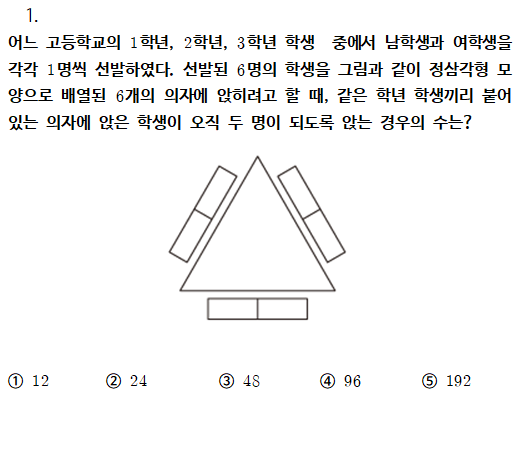 1.
어느 고등학교의 1학년, 2학년, 3학년 학생 중에서 남학생과 여학생을
각각 1명씩 선발하였다. 선발된 6명의 학생을 그림과 같이 정삼각형 모
양으로 배열된 6개의 의자에 앉히려고 할 때, 같은 학년 학생끼리 붙어
있는 의자에 앉은 학생이 오직 두 명이 되도록 앉는 경우의 수는?
① 12 ② 24 ③ 48 ④ 96 ⑤ 192